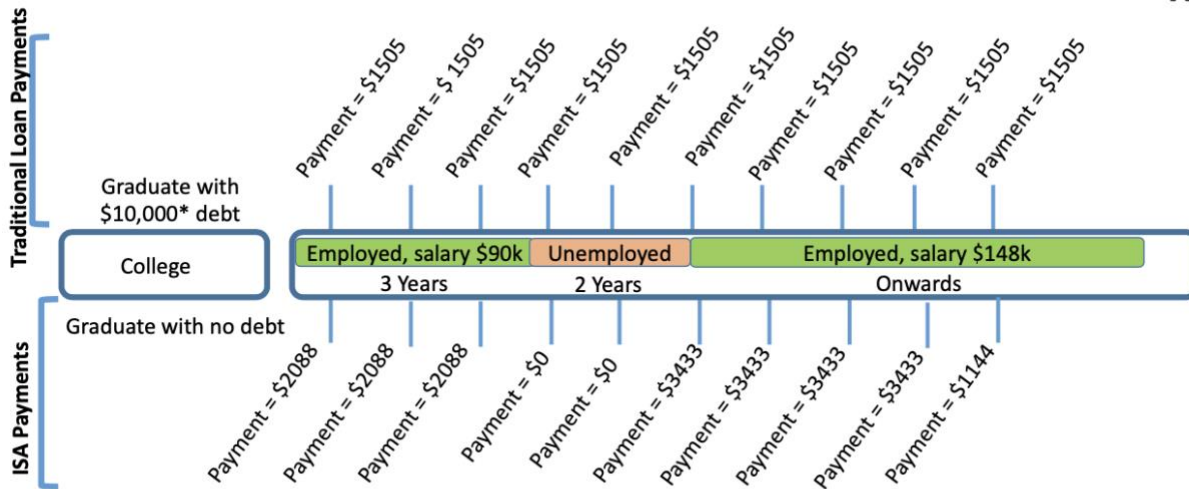 Traditional Loan Payments
Payment = $1505
Payment = $ 1505
Payment = $1505
Payment = $1505
Payment = $1505
Payment = $1505
Payment = $1505
Payment = $1505
Payment = $1505
Payment = $1505
Graduate with
$10,000* debt
College
Employed, salary $90k
Unemployed
Employed, salary $148k
3 Years
2 Years
Onwards
Graduate with no debt
ISA Payments
Payment = $2088
Payment = $2088
Payment = $2088
Payment = $0
Payment = $0
Payment = $3433
Payment = $3433
Payment = $3433
Payment = $3433
Payment = $1144